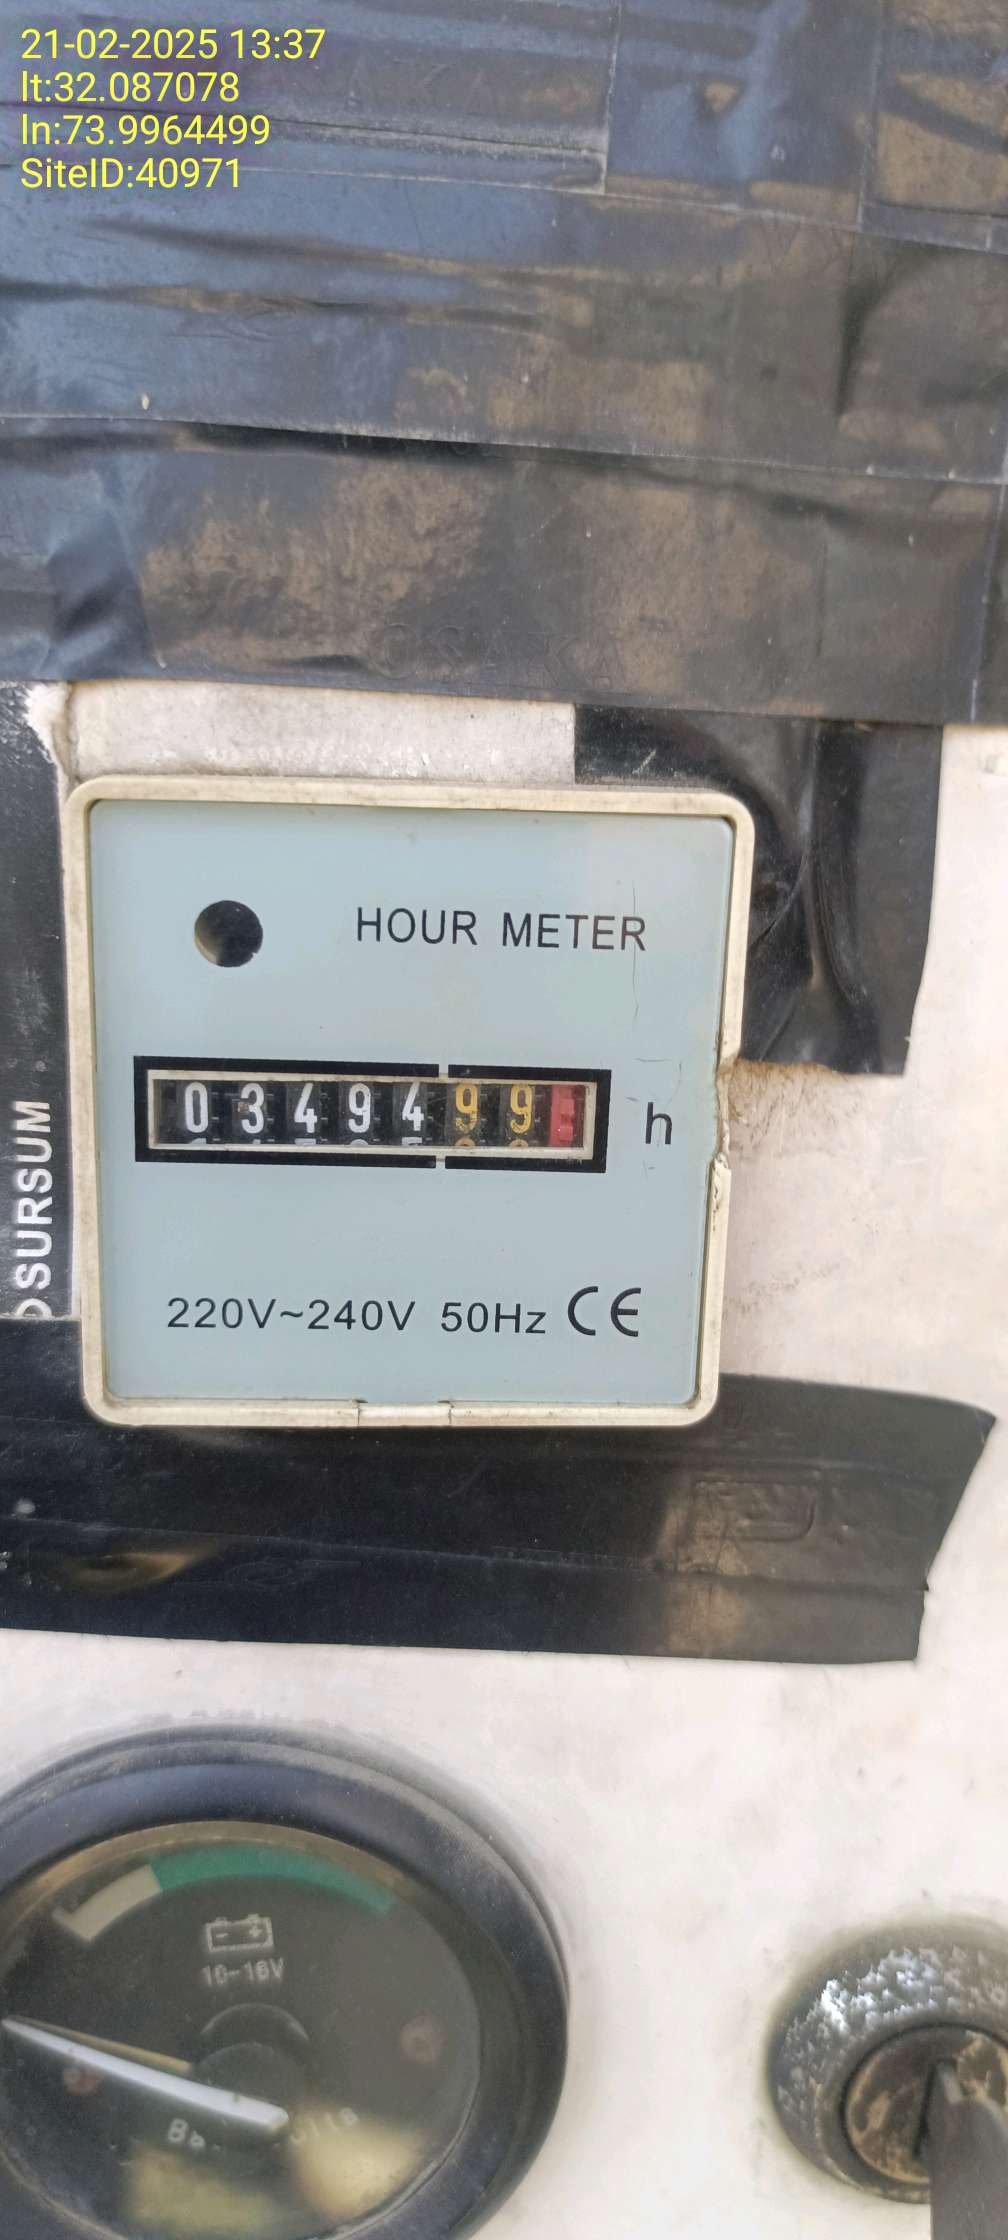 21-02-2025 13:37
lt:32.087078
ln:73.9964499
SiteID:40971
OSAKA
HOUR METER
0349499
h
SURSUM
220V~240V 50Hz CE
10-16V